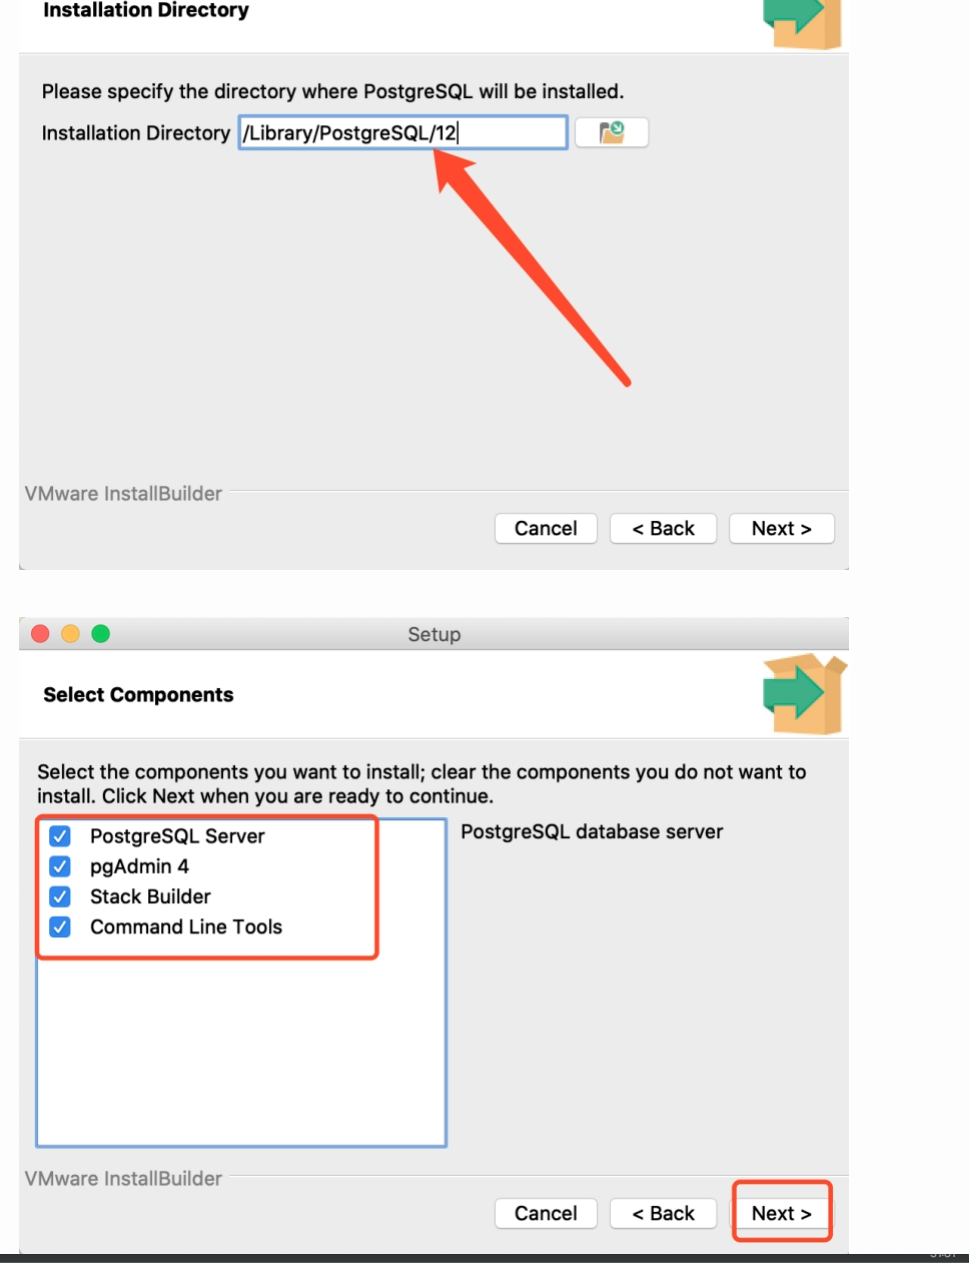 Installation Directory
Please specify the directory where PostgreSQL will be installed.
Installation Directory /Library/PostgreSQL/12
VMware InstallBuilder
Cancel < Back Next >
Setup
Select Components
Select the components you want to install; clear the components you do not want to
install. Click Next when you are ready to continue.
PostgreSQL Server PostgreSQL database server
pgAdmin 4
Stack Builder
Command Line Tools
VMware InstallBuilder
Cancel < Back Next >